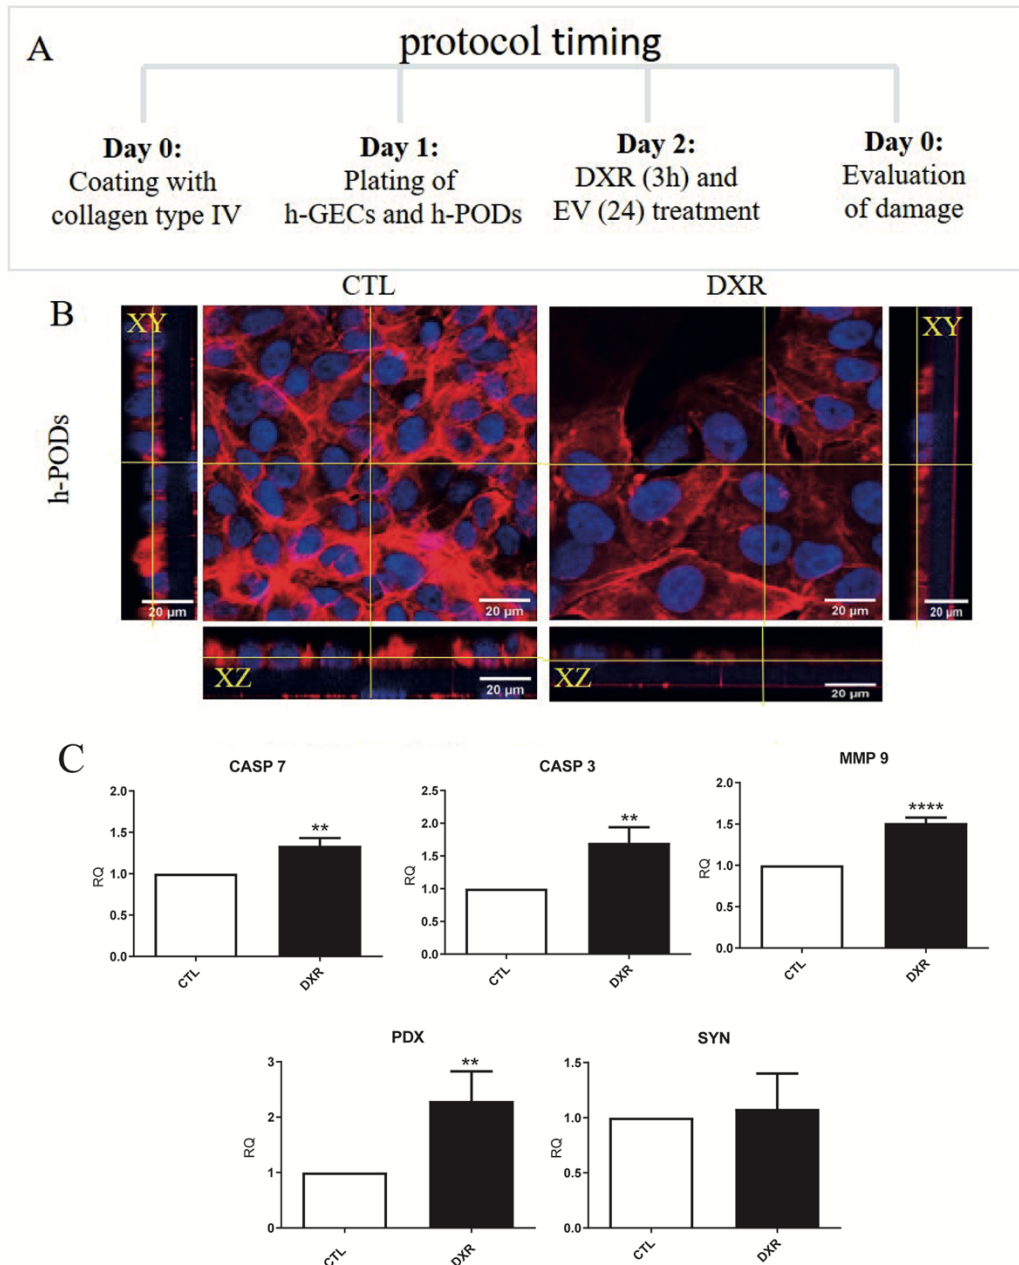 A
protocol timing
Day 0:
Coating with
collagen type IV
Day 1:
Plating of
h-GECs and h-PODs
Day 2:
DXR (3h) and
EV (24) treatment
Day 0:
Evaluation
of damage
B
CTL
DXR
h-PODs
XY
20 µm
20 µm
20 µm
XY
20 µm
XZ
20 µm
XZ
20 µm
C
CASP 7
RQ
2.0
1.5
1.0
0.5
0.0
**
CTL
DXR
CASP 3
RQ
2.5
2.0
1.5
1.0
0.5
0.0
**
CTL
DXR
MMP 9
RQ
2.0
1.5
1.0
0.5
0.0
****
CTL
DXR
PDX
RQ
3
2
1
0
**
CTL
DXR
SYN
RQ
1.5
1.0
0.5
0.0
CTL
DXR